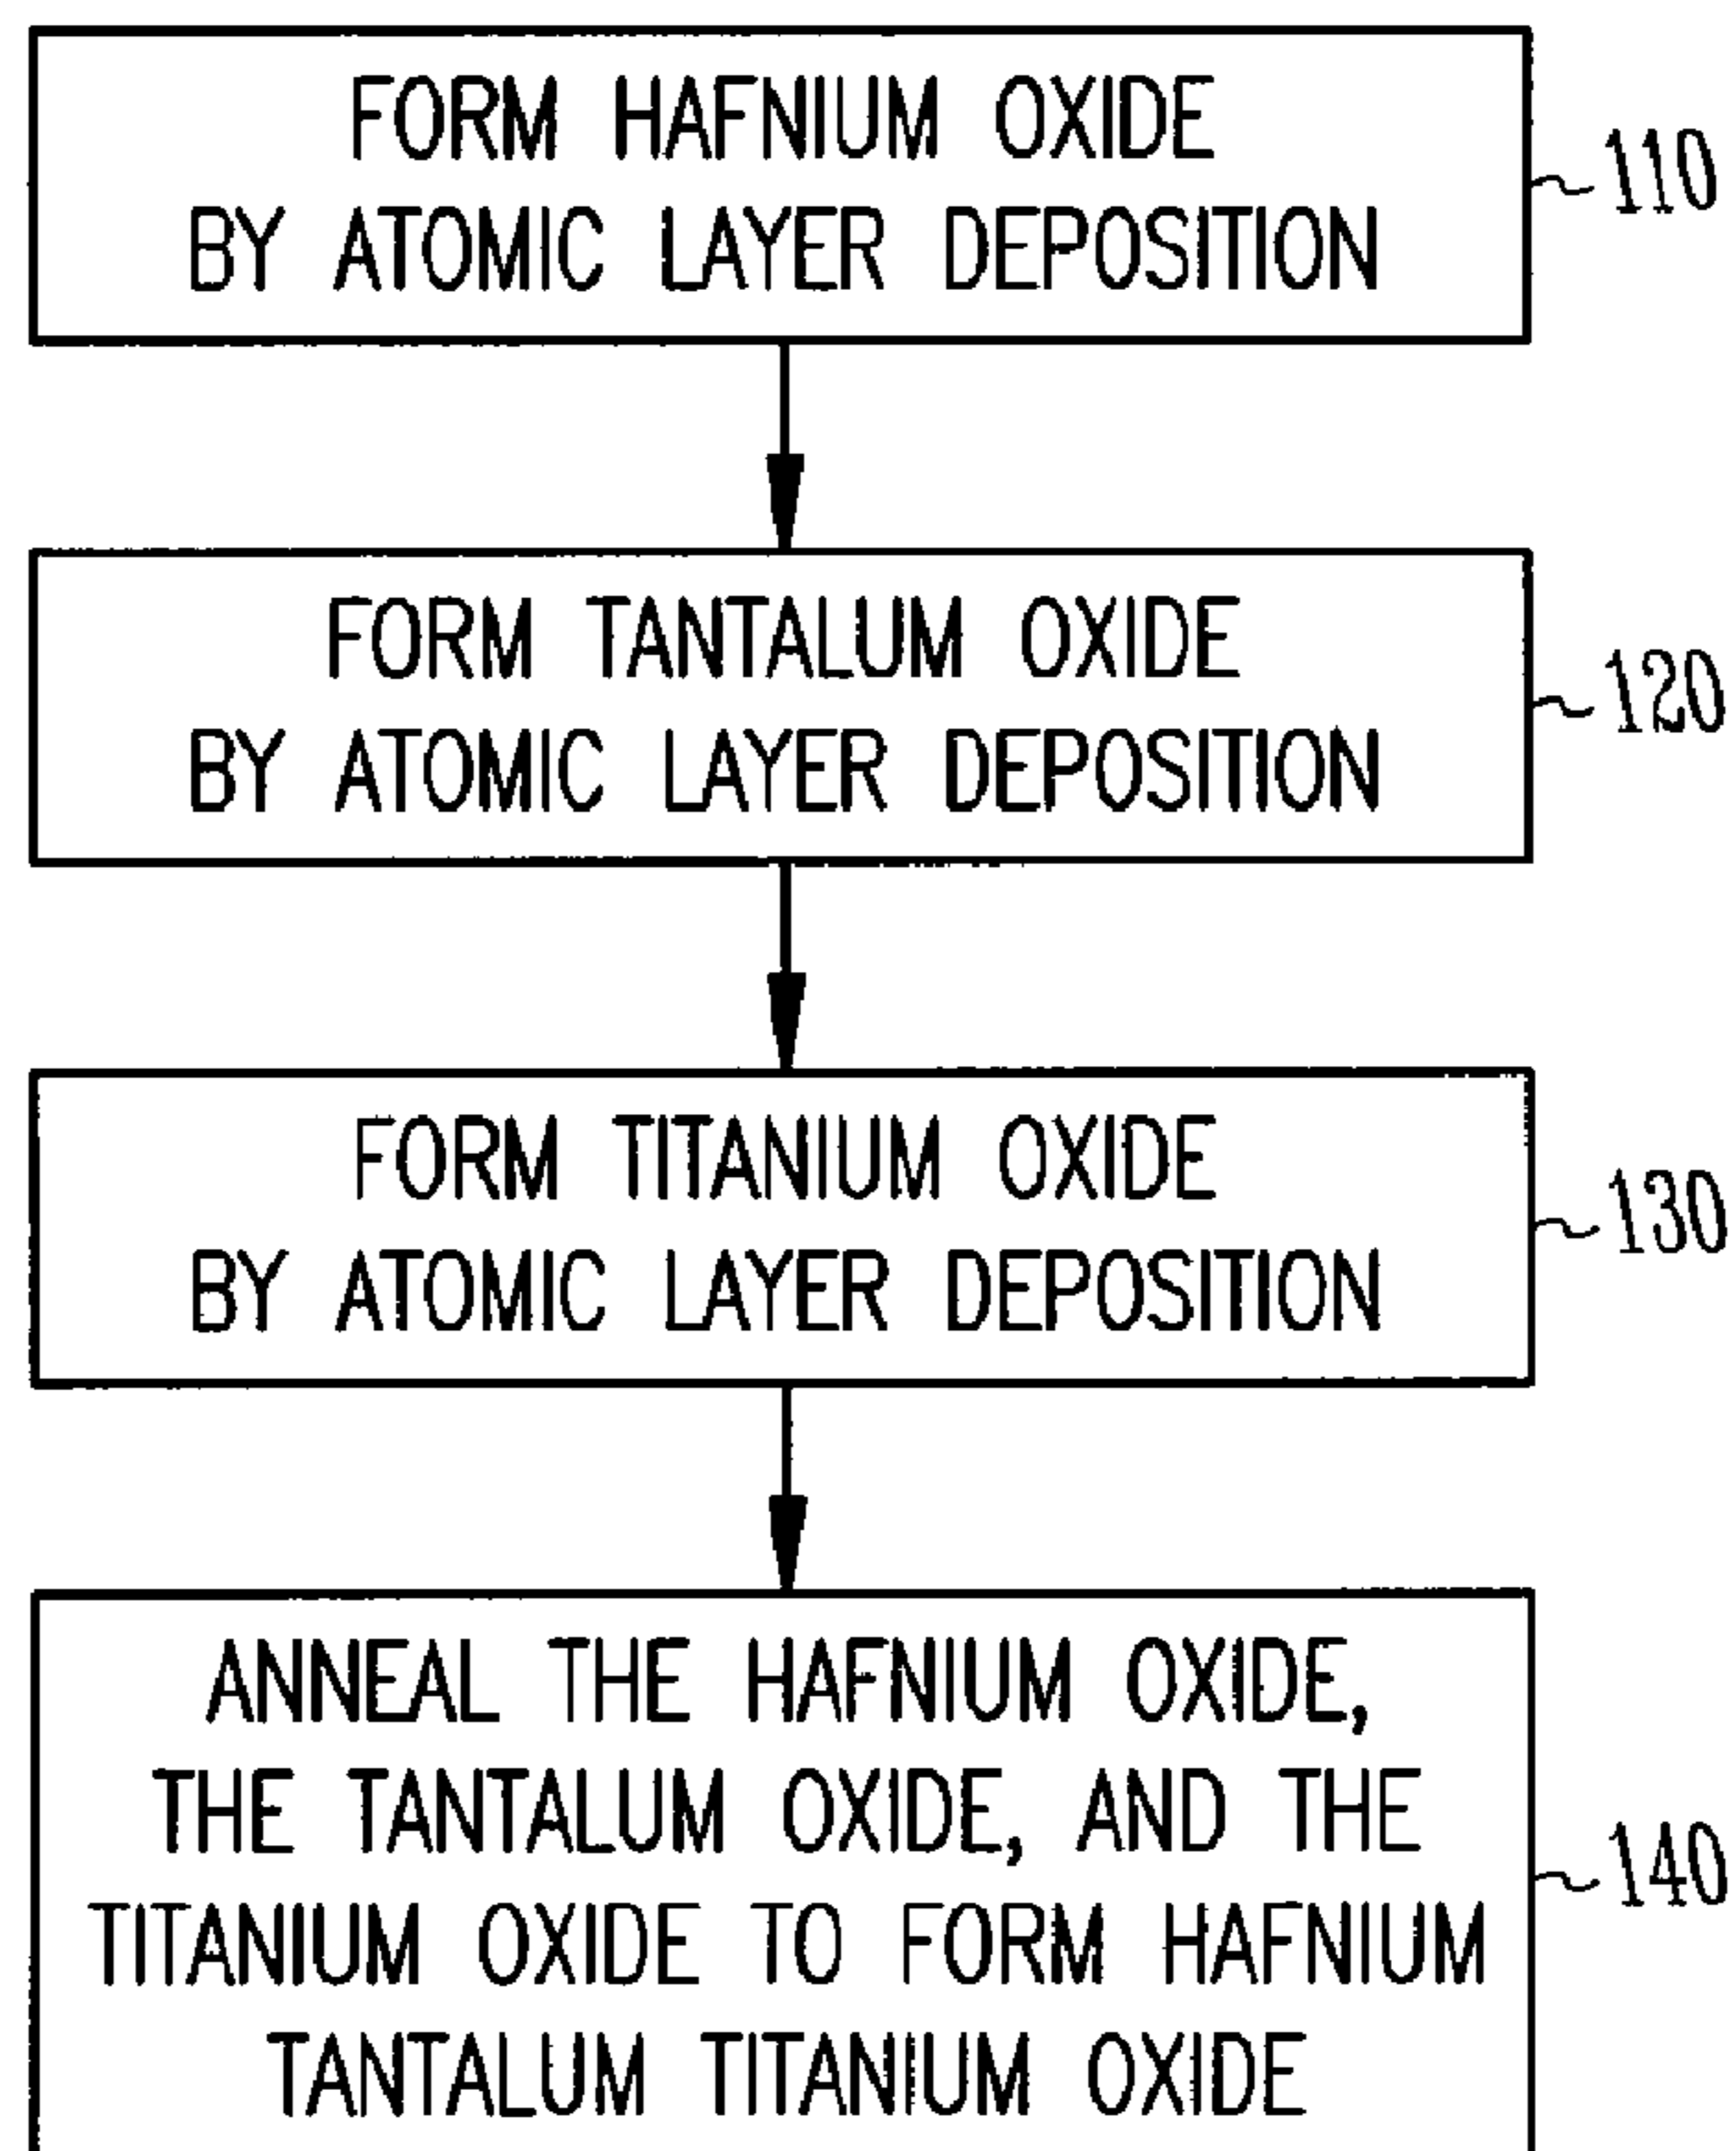 FORM HAFNIUM OXIDE
BY ATOMIC LAYER DEPOSITION
110
FORM TANTALUM OXIDE
BY ATOMIC LAYER DEPOSITION
120
FORM TITANIUM OXIDE
BY ATOMIC LAYER DEPOSITION
130
ANNEAL THE HAFNIUM OXIDE,
THE TANTALUM OXIDE, AND THE
TITANIUM OXIDE TO FORM HAFNIUM
TANTALUM TITANIUM OXIDE
140